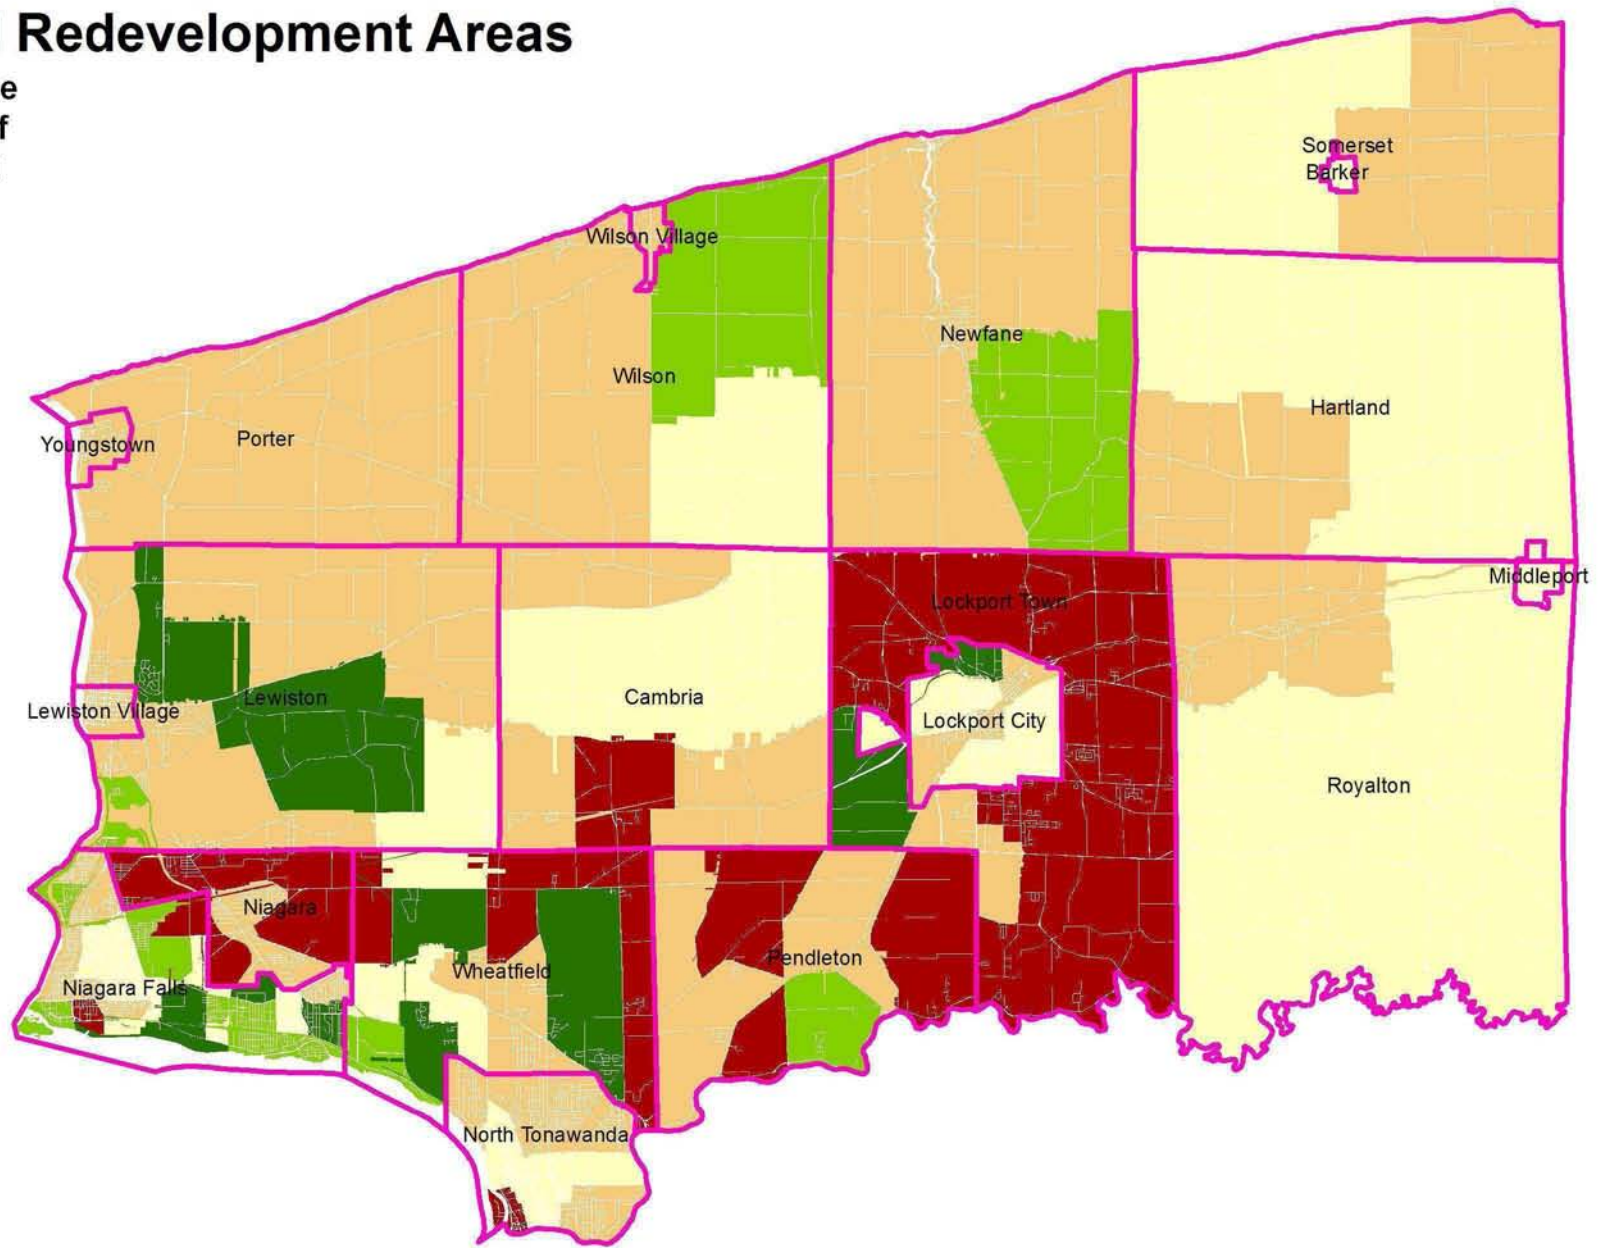 Redevelopment Areas
e
f
Somerset
Barker
Wilson Village
Newfane
Wilson
Hartland
Youngstown
Porter
Middleport
Lockport Town
Lewiston
Cambria
Lewiston Village
Lockport City
Royalton
Niagara
Pendleton
Wheatfield
Niagara Falls
North Tonawanda